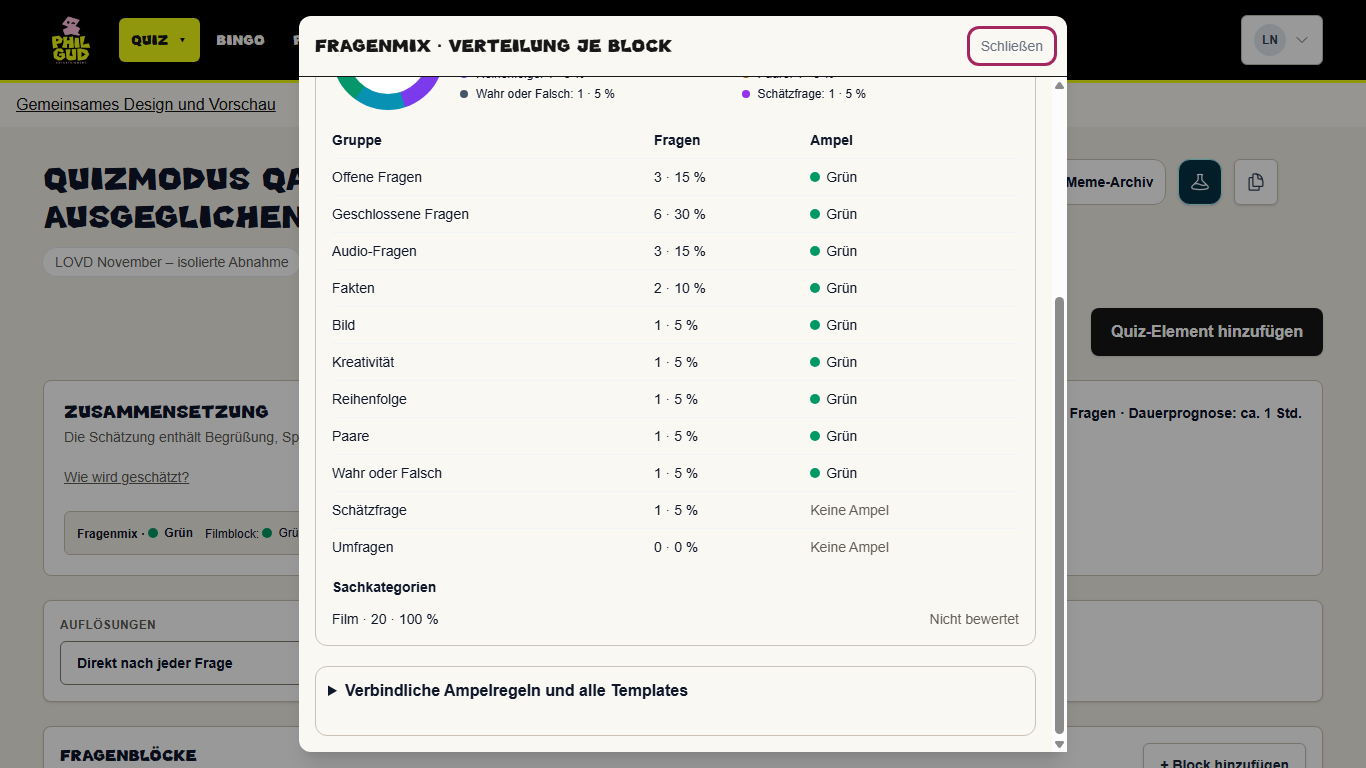 PHIL
GUD
QUIZ
BINGO
LN
FRAGENMIX · VERTEILUNG JE BLOCK
Schließen
Gemeinsames Design und Vorschau
Wahr oder Falsch: 1 · 5 %
Schätzfrage: 1 · 5 %
QUIZMODUS
AUSGEGLICHEN
LOVD November – isolierte Abnahme
Meme-Archiv
Quiz-Element hinzufügen
Gruppe Fragen Ampel
Offene Fragen 3 · 15 % Grün
Geschlossene Fragen 6 · 30 % Grün
Audio-Fragen 3 · 15 % Grün
Fakten 2 · 10 % Grün
Bild 1 · 5 % Grün
Kreativität 1 · 5 % Grün
Reihenfolge 1 · 5 % Grün
Paare 1 · 5 % Grün
Wahr oder Falsch 1 · 5 % Grün
Schätzfrage 1 · 5 % Keine Ampel
Umfragen 0 · 0 % Keine Ampel
Sachkategorien
Film · 20 · 100 % Nicht bewertet
Verbindliche Ampelregeln und alle Templates
ZUSAMMENSETZUNG
Fragen · Dauerprognose: ca. 1 Std.
Die Schätzung enthält Begrüßung,
Wie wird geschätzt?
Fragenmix · Grün Filmblock:
AUFLÖSUNGEN
Direkt nach jeder Frage
FRAGENBLÖCKE
+ Block hinzufügen